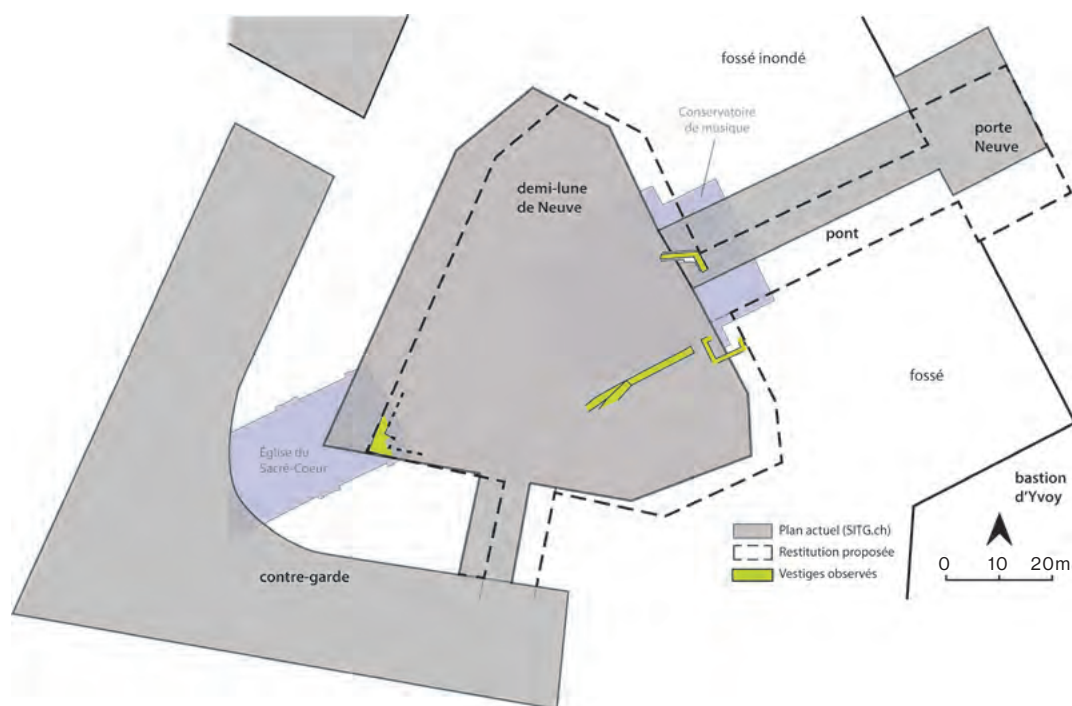 fossé inondé
Conservatoire
de musique
porte
Neuve
demi-lune
de Neuve
pont
fossé
Église du
Sacré-Coeur
bastion
d'Yvoy
contre-garde
Plan actuel (SITG.ch)
Restitution proposée
Vestiges observés
0 10 20m